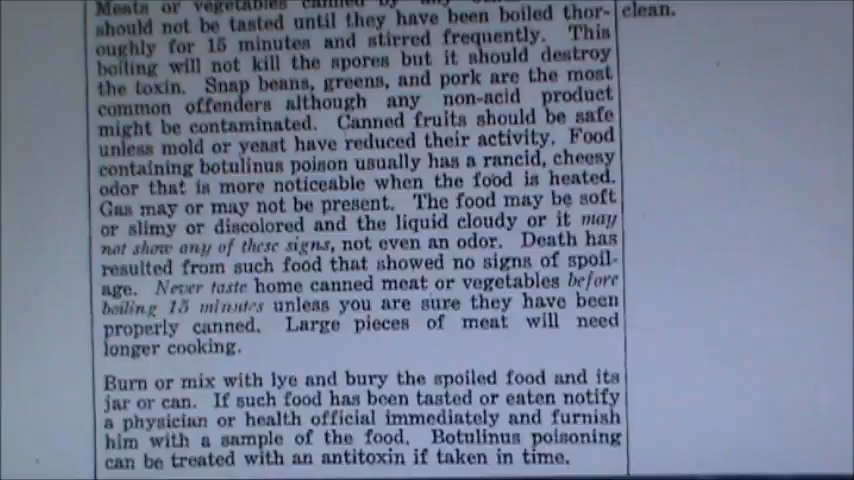 Meats or vegetables canned by any
should not be tasted until they have been boiled thor-
oughly for 15 minutes and stirred frequently. This
boiling will not kill the spores but it should destroy
the toxin. Snap beans, greens, and pork are the most
common offenders although any non-acid product
might be contaminated. Canned fruits should be safe
unless mold or yeast have reduced their activity. Food
containing botulinus poison usually has a rancid, cheesy
odor that is more noticeable when the food is heated.
Gas may or may not be present. The food may be soft
or slimy or discolored and the liquid cloudy or it may
not show any of these signs, not even an odor. Death has
resulted from such food that showed no signs of spoil-
age. Never taste home canned meat or vegetables before
boiling 15 minutes unless you are sure they have been
properly canned. Large pieces of meat will need
longer cooking.
Burn or mix with lye and bury the spoiled food and its
jar or can. If such food has been tasted or eaten notify
a physician or health official immediately and furnish
him with a sample of the food. Botulinus poisoning
can be treated with an antitoxin if taken in time.
clean.